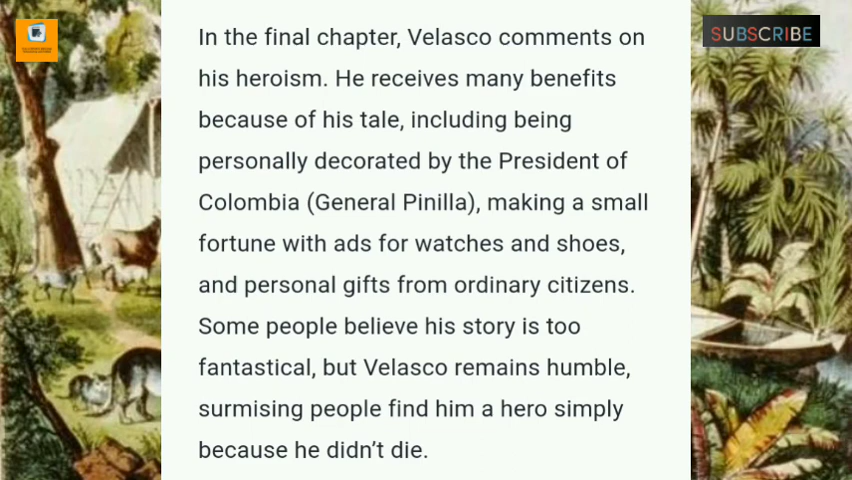 SUBSCRIBE
In the final chapter, Velasco comments on
his heroism. He receives many benefits
because of his tale, including being
personally decorated by the President of
Colombia (General Pinilla), making a small
fortune with ads for watches and shoes,
and personal gifts from ordinary citizens.
Some people believe his story is too
fantastical, but Velasco remains humble,
surmising people find him a hero simply
because he didn’t die.